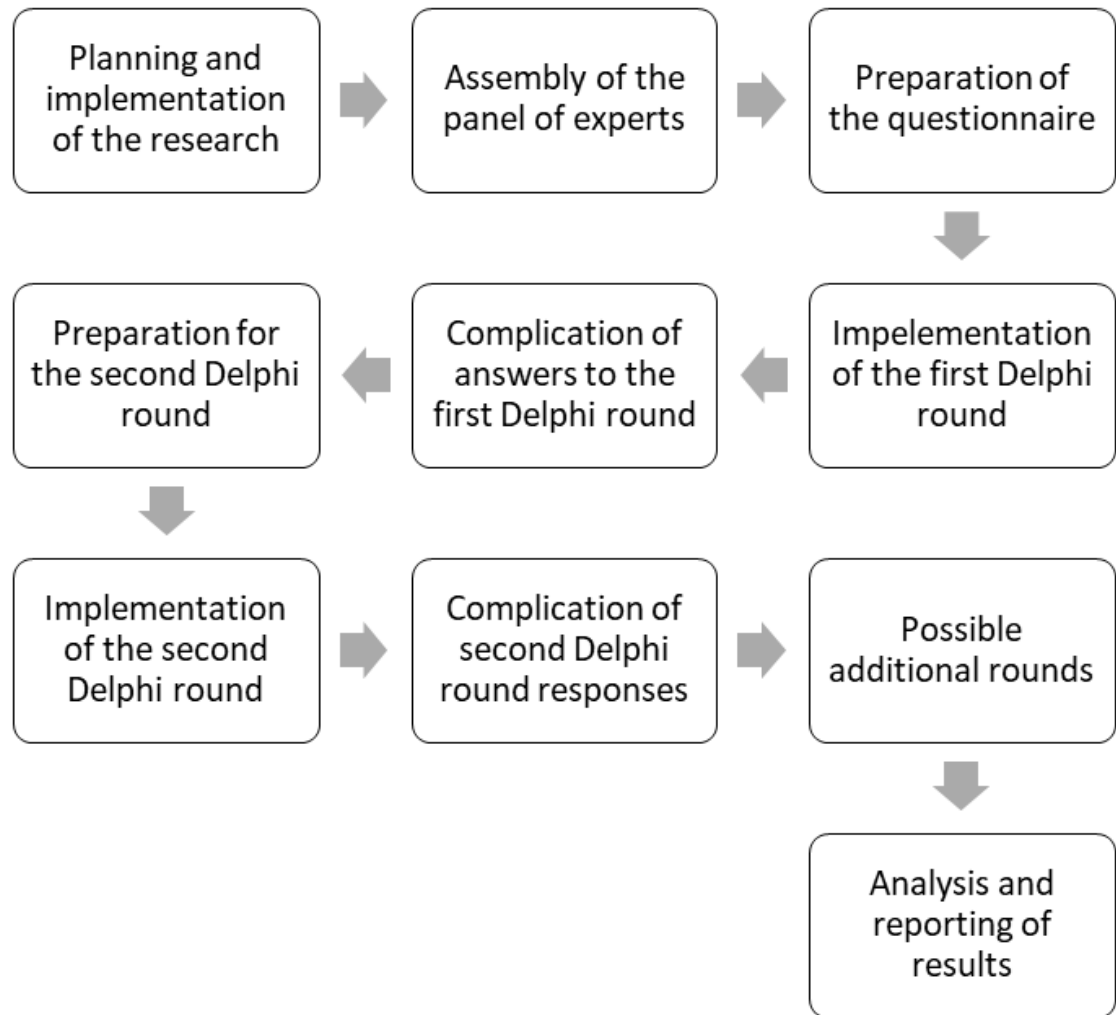 Planning and
implementation
of the research
Assembly of the
panel of experts
Preparation of
the questionnaire
Impelementation
of the first Delphi
round
Complication of
answers to the
first Delphi round
Preparation for
the second Delphi
round
Implementation
of the second
Delphi round
Complication of
second Delphi
round responses
Possible
additional rounds
Analysis and
reporting of
results